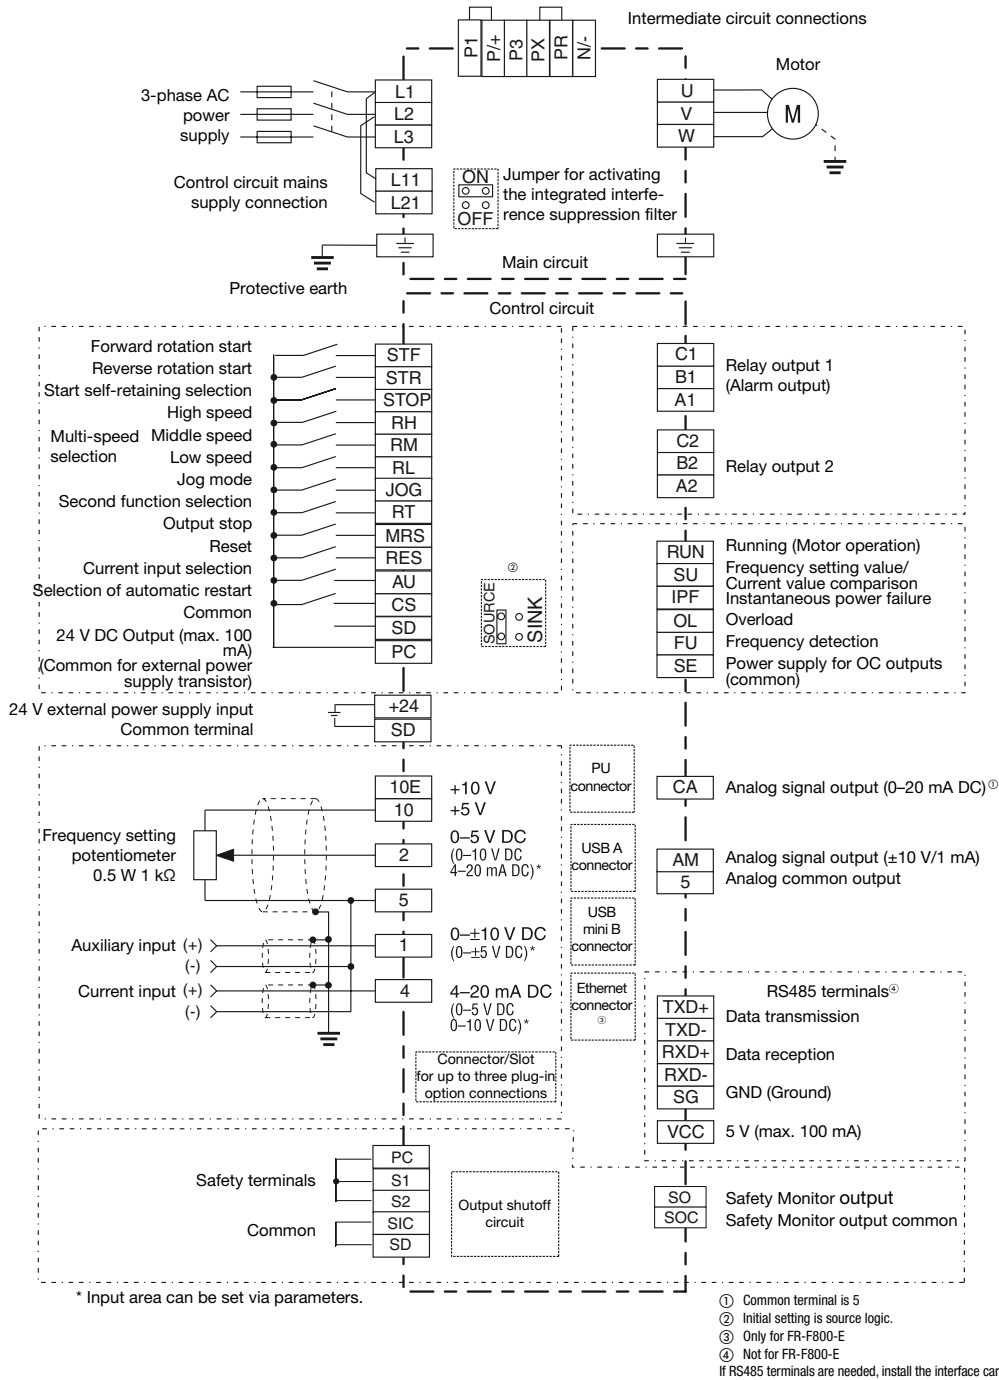 Intermediate circuit connections
P1
P/+
P3
PX
PR
N/-
3-phase AC
power
supply
L1
L2
L3
U
V
W
Motor
M
Control circuit mains
supply connection
L11
L21
ON
OFF
Jumper for activating
the integrated interfe-
rence suppression filter
Main circuit
Protective earth
Control circuit
Forward rotation start
Reverse rotation start
Start self-retaining selection
High speed
Multi-speed
selection
Middle speed
Low speed
Jog mode
Second function selection
Output stop
Reset
Current input selection
Selection of automatic restart
Common
24 V DC Output (max. 100
mA)
(Common for external power
supply transistor)
STF
STR
STOP
RH
RM
RL
JOG
RT
MRS
RES
AU
CS
SD
PC
②
SOURCE
SINK
C1
B1
A1
Relay output 1
(Alarm output)
C2
B2
A2
Relay output 2
RUN
SU
IPF
OL
FU
SE
Running (Motor operation)
Frequency setting value/
Current value comparison
Instantaneous power failure
Overload
Frequency detection
Power supply for OC outputs
(common)
24 V external power supply input
Common terminal
+24
SD
10E
+10 V
10
+5 V
Frequency setting
potentiometer
0.5 W 1 kΩ
2
0–5 V DC
(0–10 V DC
4–20 mA DC)*
5
Auxiliary input (+)
(-)
1
0–±10 V DC
(0–±5 V DC)*
Current input (+)
(-)
4
4–20 mA DC
(0–5 V DC
0–10 V DC)*
Connector/Slot
for up to three plug-in
option connections
PU
connector
USB A
connector
USB
mini B
connector
Ethernet
connector
③
CA
Analog signal output (0–20 mA DC)①
AM
Analog signal output (±10 V/1 mA)
5
Analog common output
RS485 terminals④
TXD+
TXD-
Data transmission
RXD+
RXD-
Data reception
SG
GND (Ground)
VCC
5 V (max. 100 mA)
Safety terminals
Common
PC
S1
S2
SIC
SD
Output shutoff
circuit
SO
Safety Monitor output
SOC
Safety Monitor output common
* Input area can be set via parameters.
① Common terminal is 5
② Initial setting is source logic.
③ Only for FR-F800-E
④ Not for FR-F800-E
If RS485 terminals are needed, install the interface car